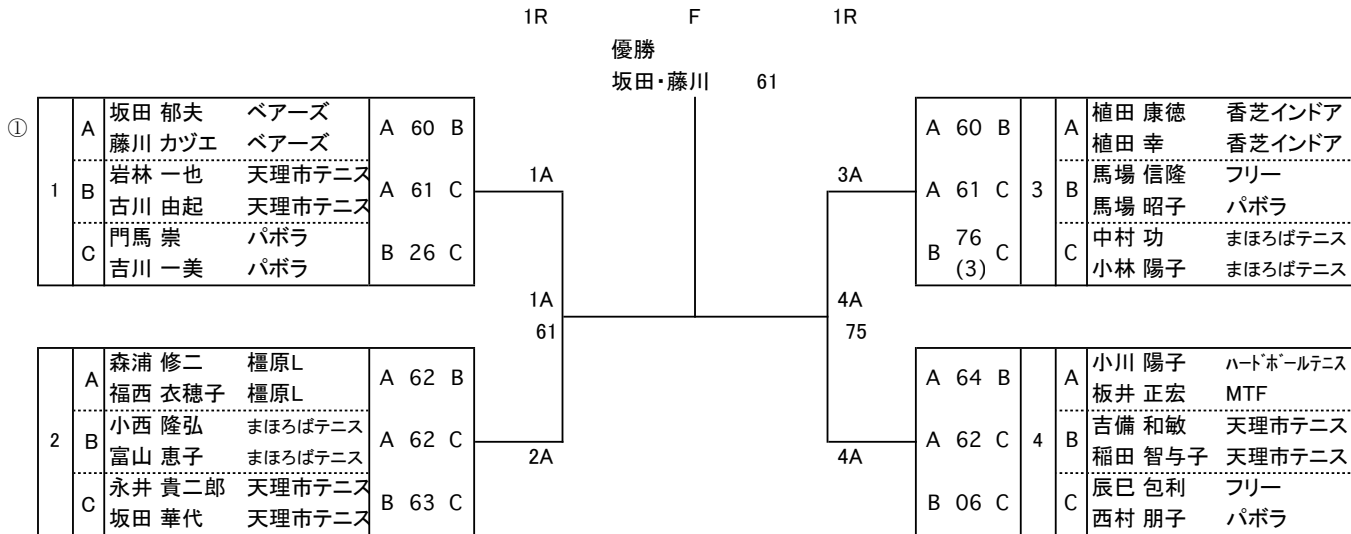 1R F 1R
優勝
坂田・藤川 61
① 1 A 坂田 郁夫 ベアーズ A 60 B
藤川 カヅエ ベアーズ
B 岩林 一也 天理市テニス A 61 C
古川 由起 天理市テニス
C 門馬 崇 パボラ B 26 C
吉川 一美 パボラ
1A
1A
61
2 A 森浦 修二 橿原L A 62 B
福西 衣穂子 橿原L
B 小西 隆弘 まほろばテニス A 62 C
富山 恵子 まほろばテニス
C 永井 貴二郎 天理市テニス B 63 C
坂田 華代 天理市テニス
2A
A 60 B 3 A 植田 康徳 香芝インドア
植田 幸 香芝インドア
A 61 C B 馬場 信隆 フリー
馬場 昭子 パボラ
B 76 (3) C C 中村 功 まほろばテニス
小林 陽子 まほろばテニス
3A
4A
75
A 64 B 4 A 小川 陽子 ハードボールテニス
板井 正宏 MTF
A 62 C B 吉備 和敏 天理市テニス
稲田 智与子 天理市テニス
B 06 C C 辰巳 包利 フリー
西村 朋子 パボラ
4A